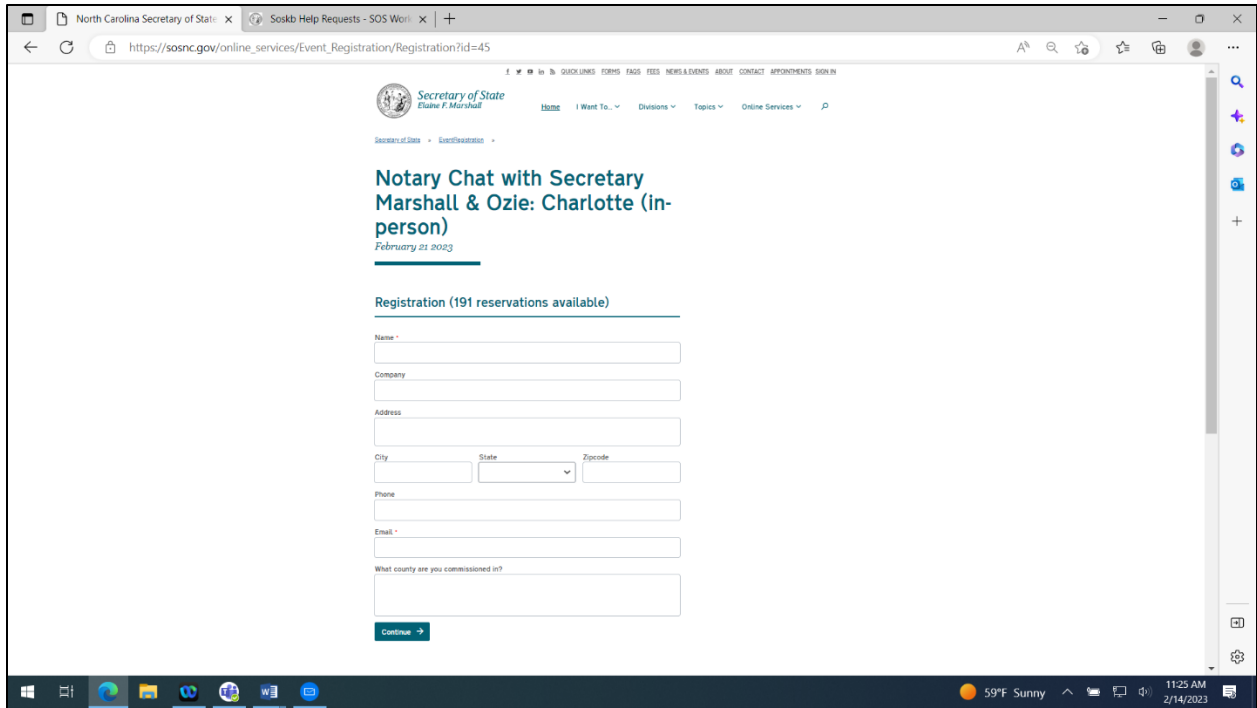 North Carolina Secretary of State
Soskb Help Requests - SOS Work
https://sosnc.gov/online_services/Event_Registration/Registration?id=45
QUICK LINKS FORMS FAQS FEES NEWS & EVENTS ABOUT CONTACT APPOINTMENTS SIGN IN
Secretary of State
Elaine F. Marshall
Home I Want To... Divisions Topics Online Services
Secretary of State » EventRegistration »
Notary Chat with Secretary
Marshall & Ozie: Charlotte (in-
person)
February 21 2023
Registration (191 reservations available)
Name *
Company
Address
City State Zipcode
Phone
Email *
What county are you commissioned in?
Continue →
59°F Sunny
11:25 AM
2/14/2023